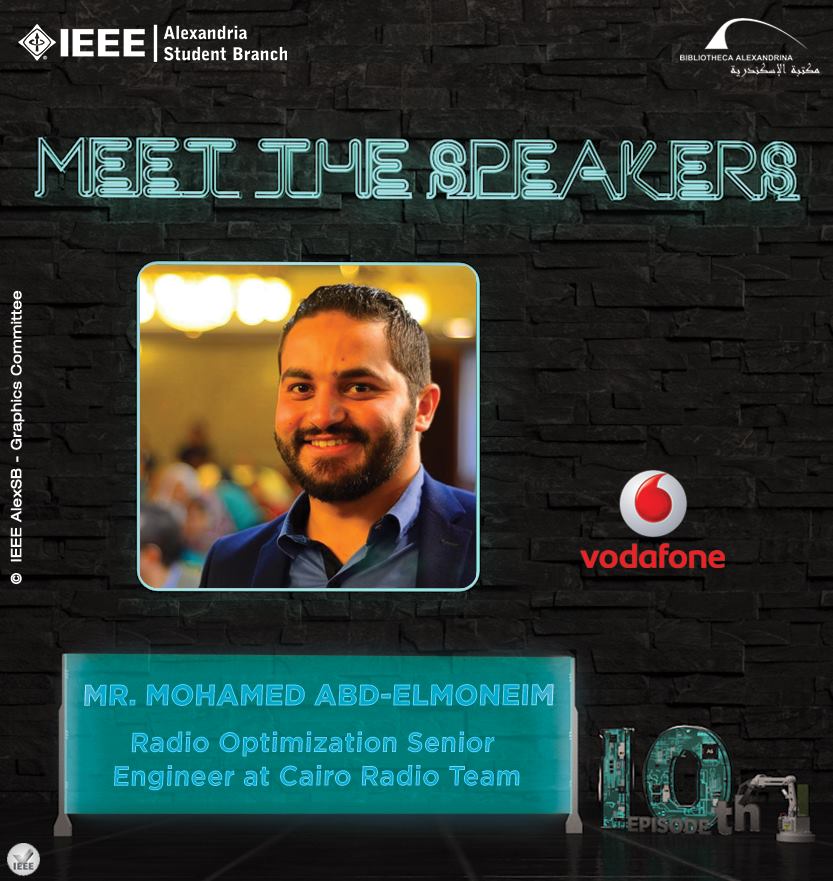 IEEE
Alexandria
Student Branch
BIBLIOTHECA ALEXANDRINA
مكتبة الإسكندرية
MEET THE SPEAKERS
© IEEE AlexSB - Graphics Committee
vodafone
MR. MOHAMED ABD-ELMONEIM
Radio Optimization Senior
Engineer at Cairo Radio Team
10th
EPISODE
IEEE